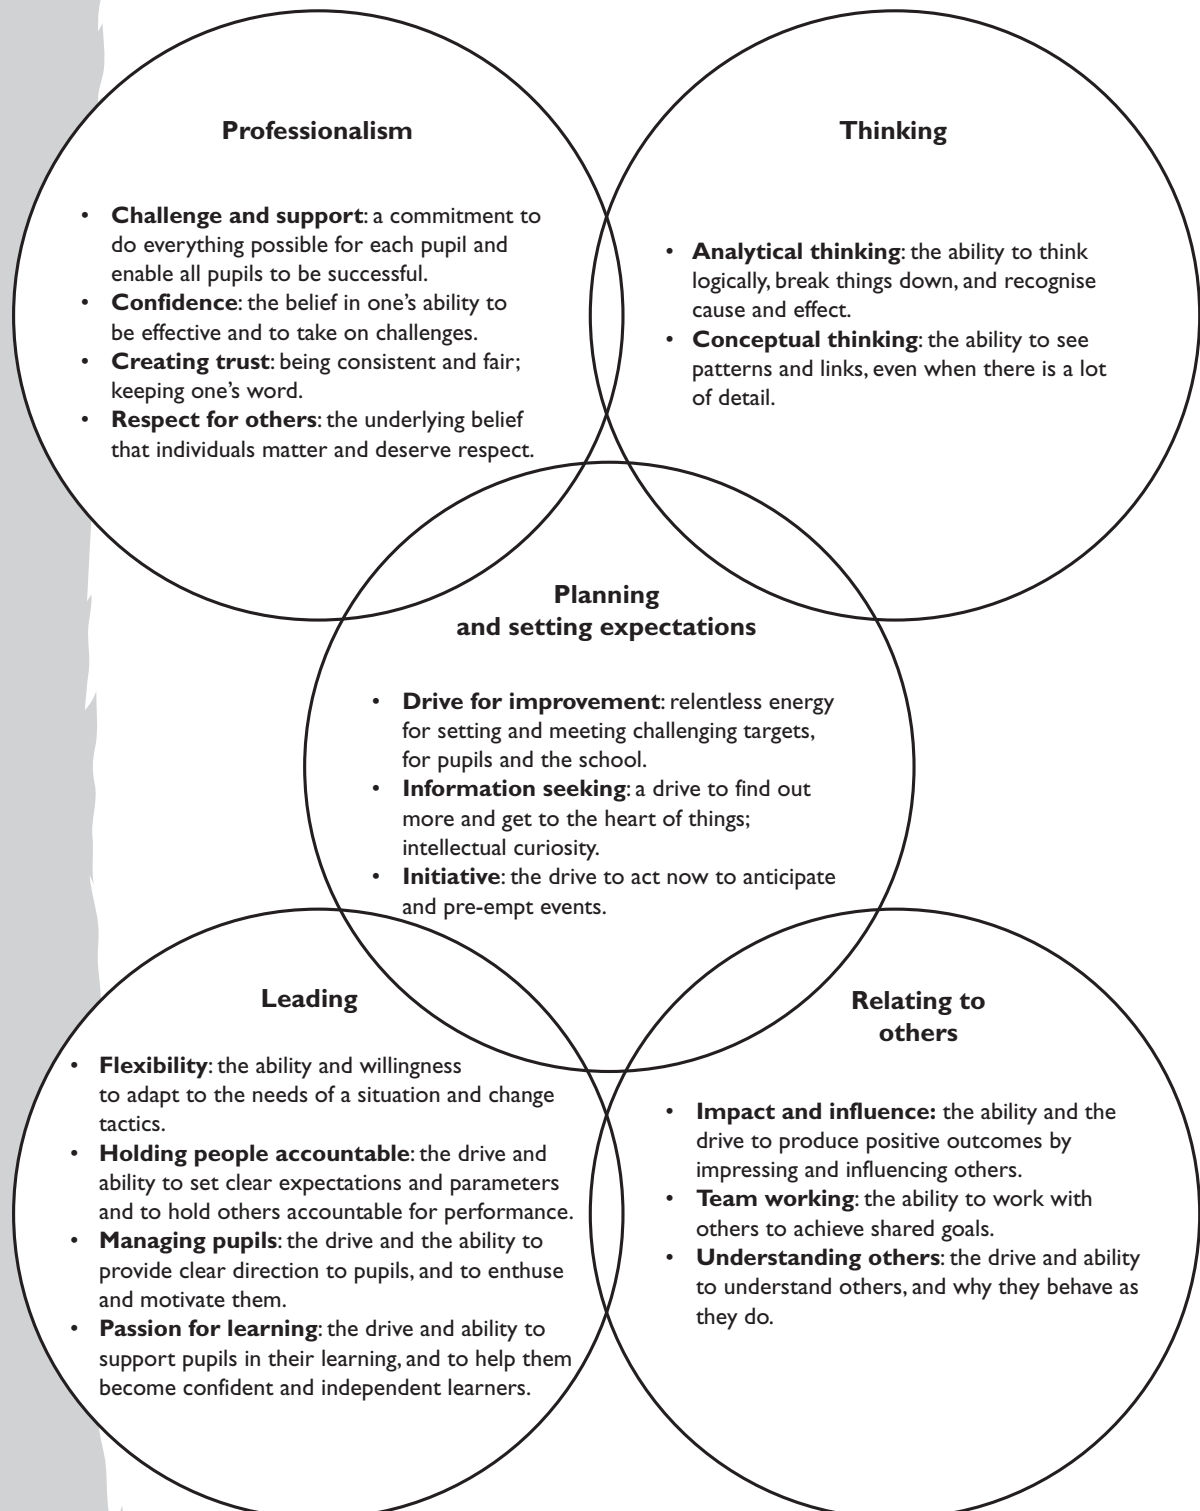 Professionalism
• Challenge and support: a commitment to
do everything possible for each pupil and
enable all pupils to be successful.
• Confidence: the belief in one’s ability to
be effective and to take on challenges.
• Creating trust: being consistent and fair;
keeping one’s word.
• Respect for others: the underlying belief
that individuals matter and deserve respect.
Thinking
• Analytical thinking: the ability to think
logically, break things down, and recognise
cause and effect.
• Conceptual thinking: the ability to see
patterns and links, even when there is a lot
of detail.
Planning
and setting expectations
• Drive for improvement: relentless energy
for setting and meeting challenging targets,
for pupils and the school.
• Information seeking: a drive to find out
more and get to the heart of things;
intellectual curiosity.
• Initiative: the drive to act now to anticipate
and pre-empt events.
Leading
• Flexibility: the ability and willingness
to adapt to the needs of a situation and change
tactics.
• Holding people accountable: the drive and
ability to set clear expectations and parameters
and to hold others accountable for performance.
• Managing pupils: the drive and the ability to
provide clear direction to pupils, and to enthuse
and motivate them.
• Passion for learning: the drive and ability to
support pupils in their learning, and to help them
become confident and independent learners.
Relating to
others
• Impact and influence: the ability and the
drive to produce positive outcomes by
impressing and influencing others.
• Team working: the ability to work with
others to achieve shared goals.
• Understanding others: the drive and ability
to understand others, and why they behave as
they do.